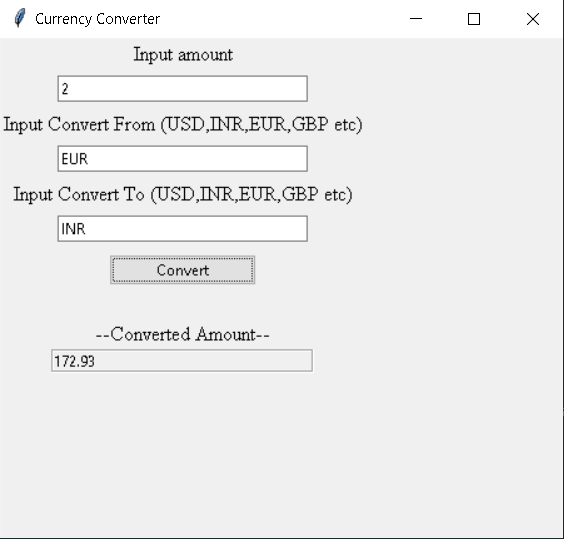 Currency Converter
Input amount
2
Input Convert From (USD,INR,EUR,GBP etc)
EUR
Input Convert To (USD,INR,EUR,GBP etc)
INR
Convert
--Converted Amount--
172.93